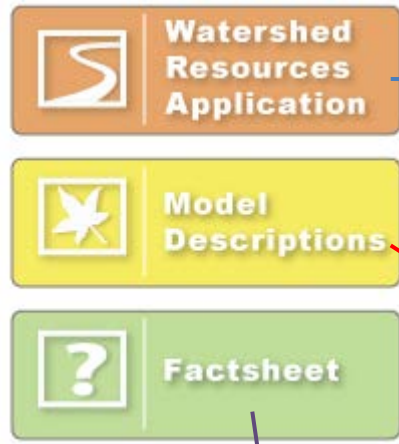 Watershed
Resources
Application
Model
Descriptions
?
Factsheet